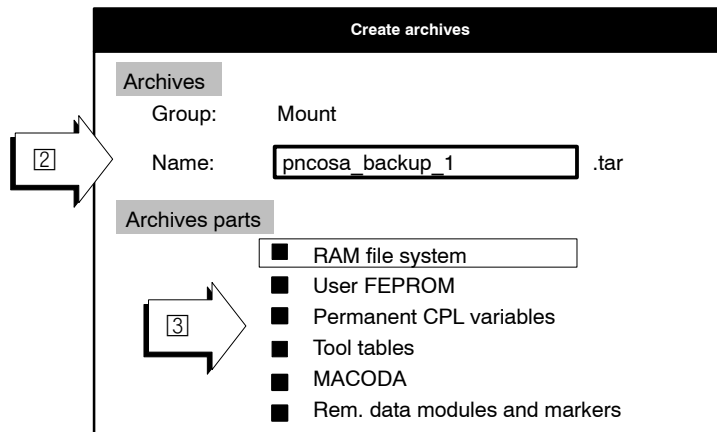 Create archives
Archives
Group: Mount
2
Name: pncosa_backup_1 .tar
Archives parts
RAM file system
User FEPROM
3
Permanent CPL variables
Tool tables
MACODA
Rem. data modules and markers